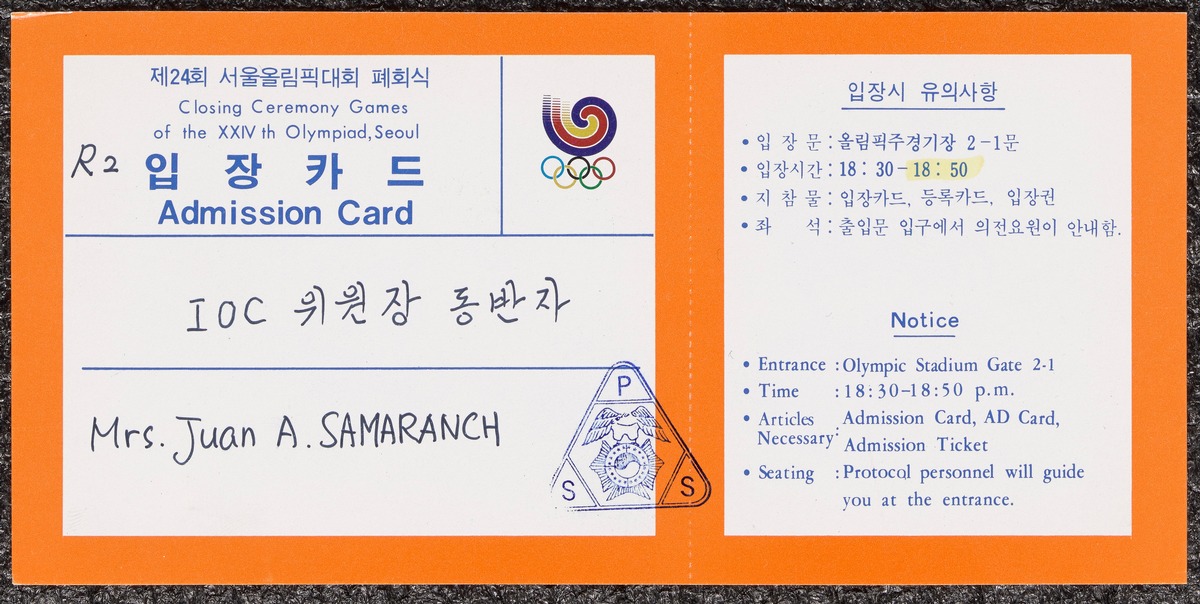 제24회 서울올림픽대회 폐회식
Closing Ceremony Games
of the XXIV th Olympiad, Seoul
R2
입 장 카 드
Admission Card
IOC 위원장 동반자
Mrs. Juan A. SAMARANCH
P
S S
입장시 유의사항
• 입 장 문 : 올림픽주경기장 2-1문
• 입장시간 : 18:30-18:50
• 지 참 물 : 입장카드, 등록카드, 입장권
• 좌 석 : 출입문 입구에서 의전요원이 안내함.
Notice
• Entrance : Olympic Stadium Gate 2-1
• Time : 18:30-18:50 p.m.
• Articles Necessary : Admission Card, AD Card,
Admission Ticket
• Seating : Protocol personnel will guide
you at the entrance.